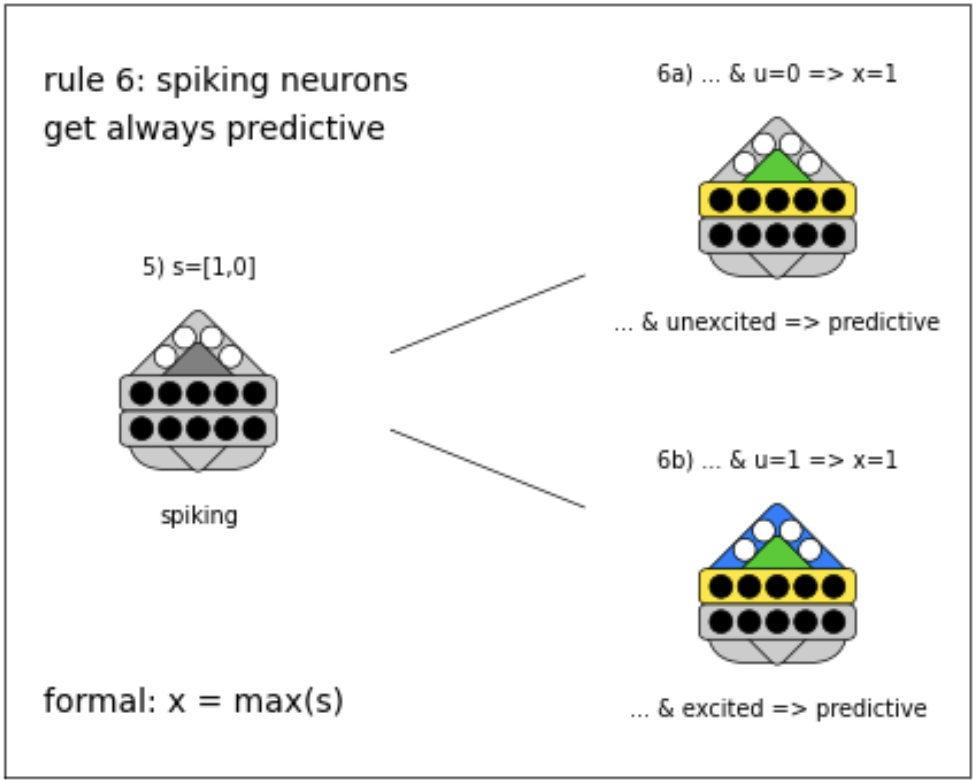 rule 6: spiking neurons
get always predictive
6a) ... & u=0 => x=1
... & unexcited => predictive
5) s=[1,0]
spiking
6b) ... & u=1 => x=1
... & excited => predictive
formal: x = max(s)